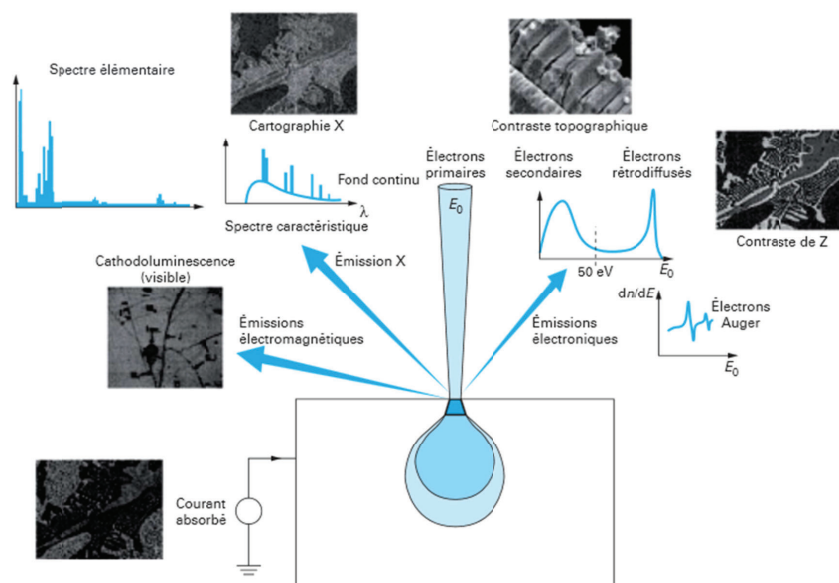 Spectre élémentaire
Cartographie X
Contraste topographique
Électrons
primaires
Électrons
secondaires
Électrons
rétrodiffusés
E0
Fond continu
λ
Spectre caractéristique
Contraste de Z
50 eV
E0
Cathodoluminescence
(visible)
Émission X
dn/dE
Électrons
Auger
E0
Émissions
électromagnétiques
Émissions
électroniques
Courant
absorbé